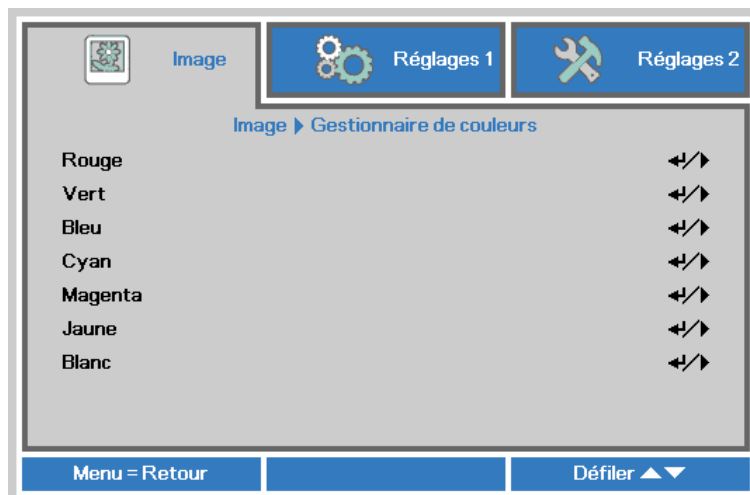 Image
Réglages 1
Réglages 2
Image ▶ Gestionnaire de couleurs
Rouge ↵/▶
Vert ↵/▶
Bleu ↵/▶
Cyan ↵/▶
Magenta ↵/▶
Jaune ↵/▶
Blanc ↵/▶
Menu = Retour
Défiler ▲▼